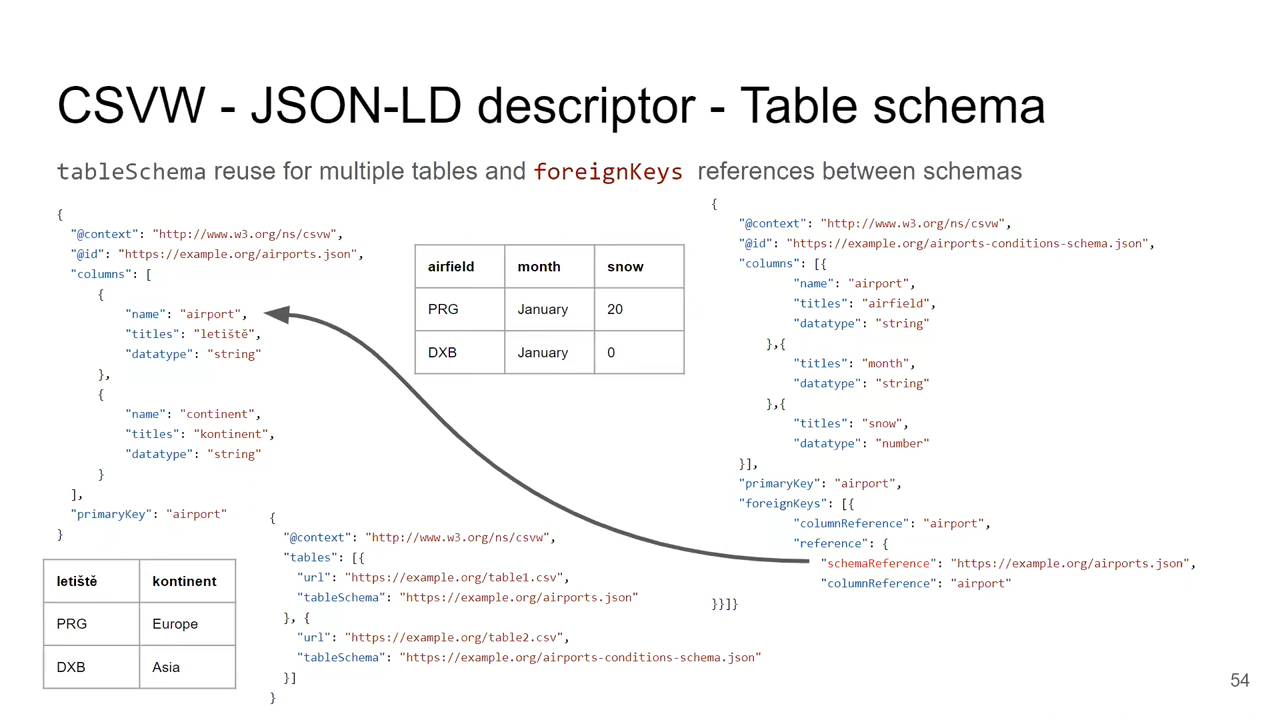 CSVW - JSON-LD descriptor - Table schema
tableSchema reuse for multiple tables and foreignKeys references between schemas
{
"@context": "http://www.w3.org/ns/csvw",
"@id": "https://example.org/airports.json",
"columns": [
{
"name": "airport",
"titles": "letiště",
"datatype": "string"
},
{
"name": "continent",
"titles": "kontinent",
"datatype": "string"
}
],
"primaryKey": "airport"
}
letiště kontinent
PRG Europe
DXB Asia
airfield month snow
PRG January 20
DXB January 0
{
"@context": "http://www.w3.org/ns/csvw",
"tables": [{
"url": "https://example.org/table1.csv",
"tableSchema": "https://example.org/airports.json"
}, {
"url": "https://example.org/table2.csv",
"tableSchema": "https://example.org/airports-conditions-schema.json"
}]
}
{
"@context": "http://www.w3.org/ns/csvw",
"@id": "https://example.org/airports-conditions-schema.json",
"columns": [{
"name": "airport",
"titles": "airfield",
"datatype": "string"
},{
"titles": "month",
"datatype": "string"
},{
"titles": "snow",
"datatype": "number"
}],
"primaryKey": "airport",
"foreignKeys": [{
"columnReference": "airport",
"reference": {
"schemaReference": "https://example.org/airports.json",
"columnReference": "airport"
}}]}
54